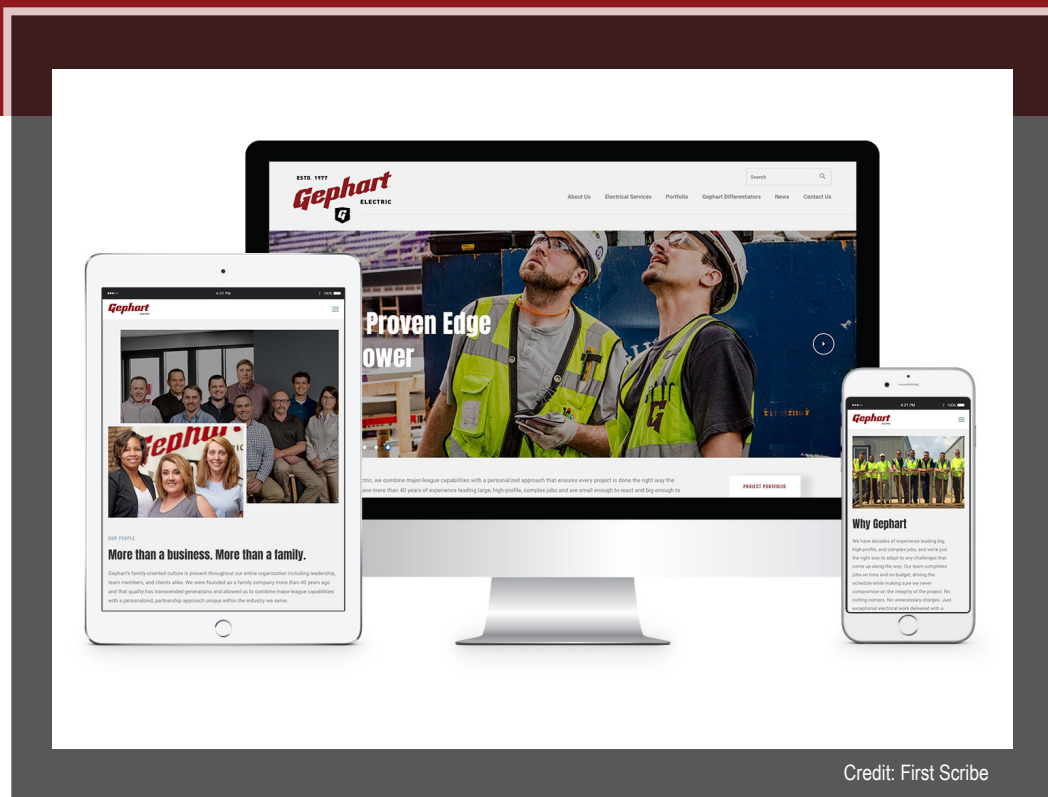 ESTD. 1977
Gephart
ELECTRIC
G
Search
About Us Electrical Services Portfolio Gephart Differentiators News Contact Us
Proven Edge
ower
tric, we combine major-league capabilities with a personalized approach that ensures every project is done the right way the
ave more than 40 years of experience leading large, high-profile, complex jobs and are small enough to react and big enough to
PROJECT PORTFOLIO
4:21 PM 100%
Gephart
ELECTRIC
Gephart
RIC
OUR PEOPLE
More than a business. More than a family.
Gephart's family-oriented culture is present throughout our entire organization including leadership,
team members, and clients alike. We were founded as a family company more than 40 years ago
and that quality has transcended generations and allowed us to combine major league capabilities
with a personalized, partnership approach unique within the industry we serve.
4:21 PM 100%
Gephart
ELECTRIC
Why Gephart
We have decades of experience leading big,
high-profile, and complex jobs, and we're just
the right size to adapt to any challenges that
come up along the way. Our team completes
jobs on time and on budget, driving the
schedule while making sure we never
compromise on the integrity of the project. No
cutting corners. No unnecessary charges. Just
exceptional electrical work delivered with a
Credit: First Scribe